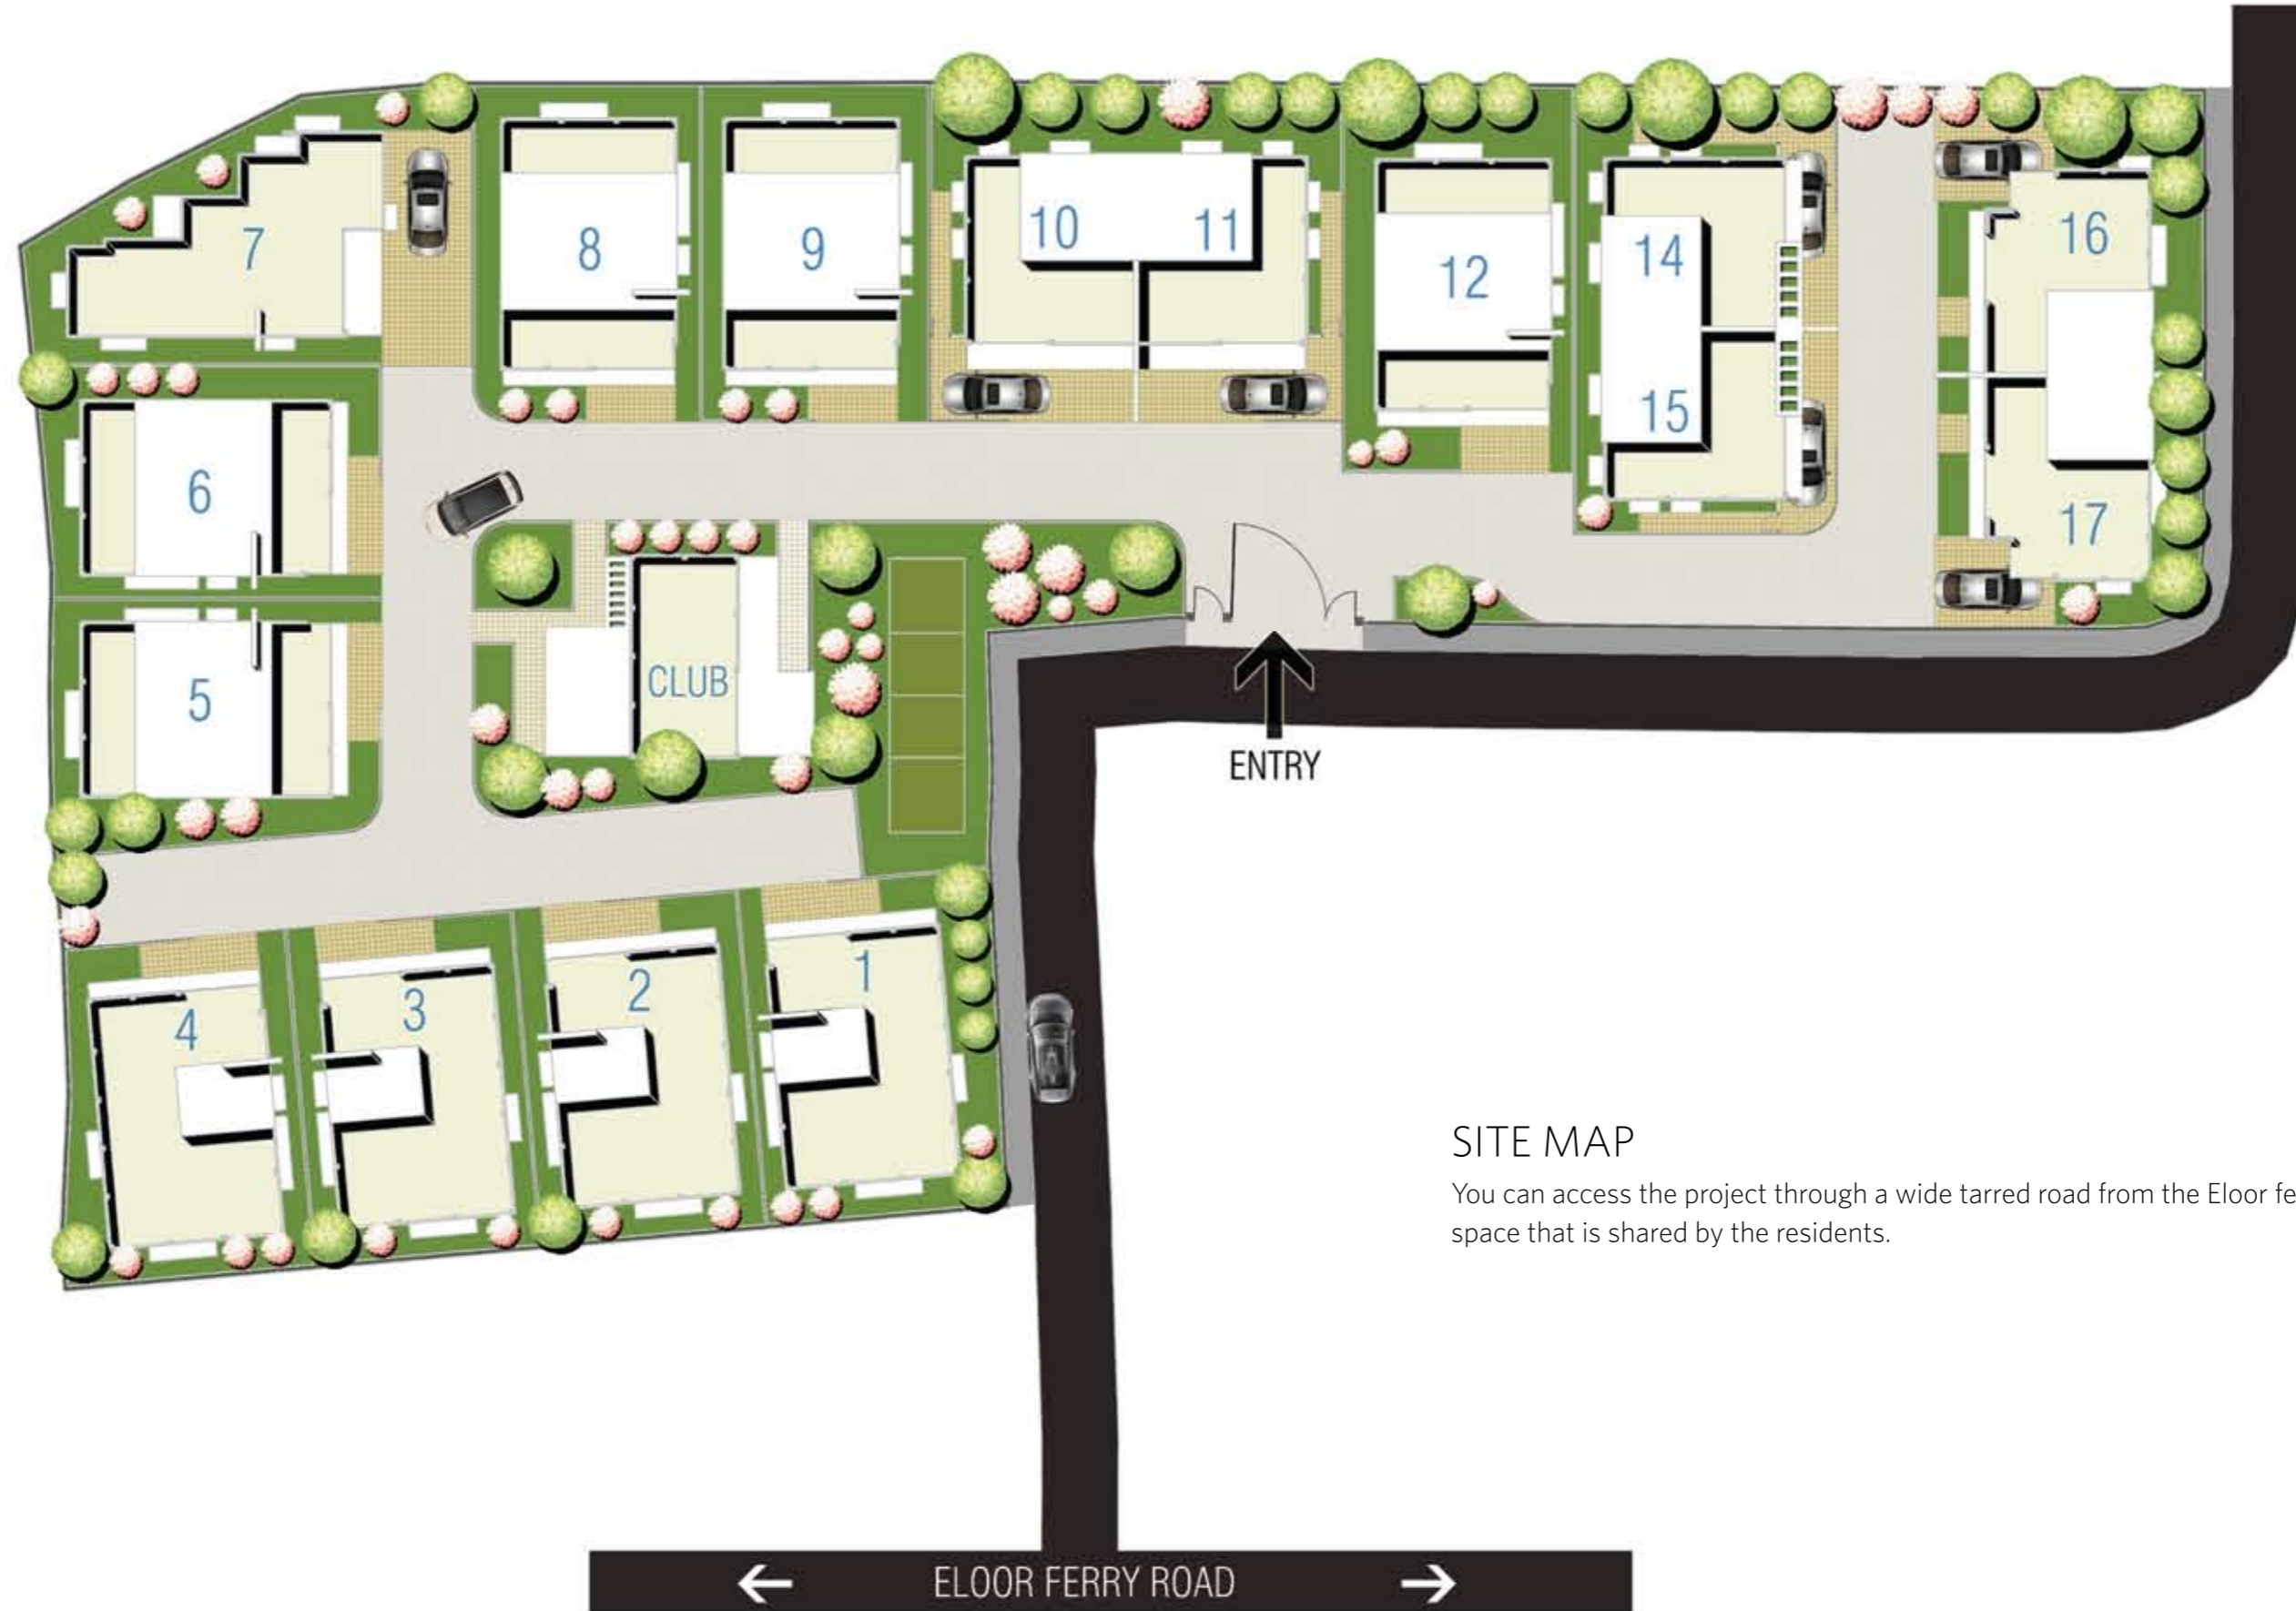 7
8
9
10
11
12
14
15
16
17
6
5
CLUB
ENTRY
4
3
2
1
SITE MAP
You can access the project through a wide tarred road from the Eloor
space that is shared by the residents.
← ELOOR FERRY ROAD →